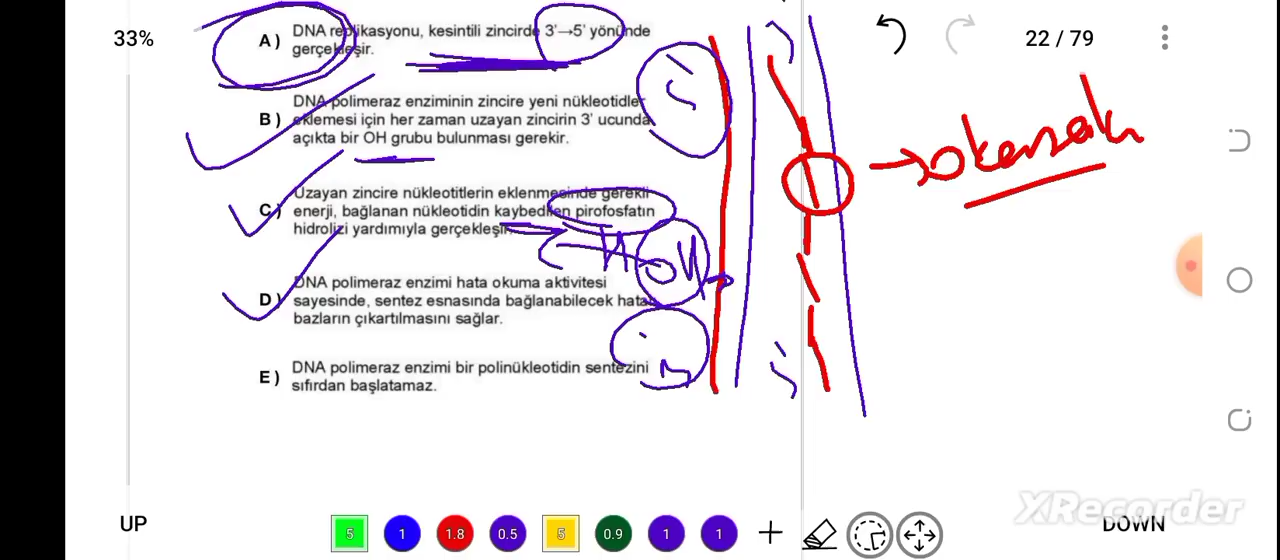 33%
22 / 79
A) DNA replikasyonu, kesintili zincirde 3'→5' yönünde
gerçekleşir.
B) DNA polimeraz enziminin zincire yeni nükleotidler
eklemesi için her zaman uzayan zincirin 3' ucunda
açıkta bir OH grubu bulunması gerekir.
C) Uzayan zincire nükleotitlerin eklenmesinde gerekli
enerji, bağlanan nükleotidin kaybedilen pirofosfatın
hidrolizi yardımıyla gerçekleşir.
D) DNA polimeraz enzimi hata okuma aktivitesi
sayesinde, sentez esnasında bağlanabilecek hatalı
bazların çıkartılmasını sağlar.
E) DNA polimeraz enzimi bir polinükleotidin sentezini
sıfırdan başlatamaz.
→ okazaki
OH
UP
5 1 1.8 0.5 5 0.9 1 1 +
DOWN
XRecorder